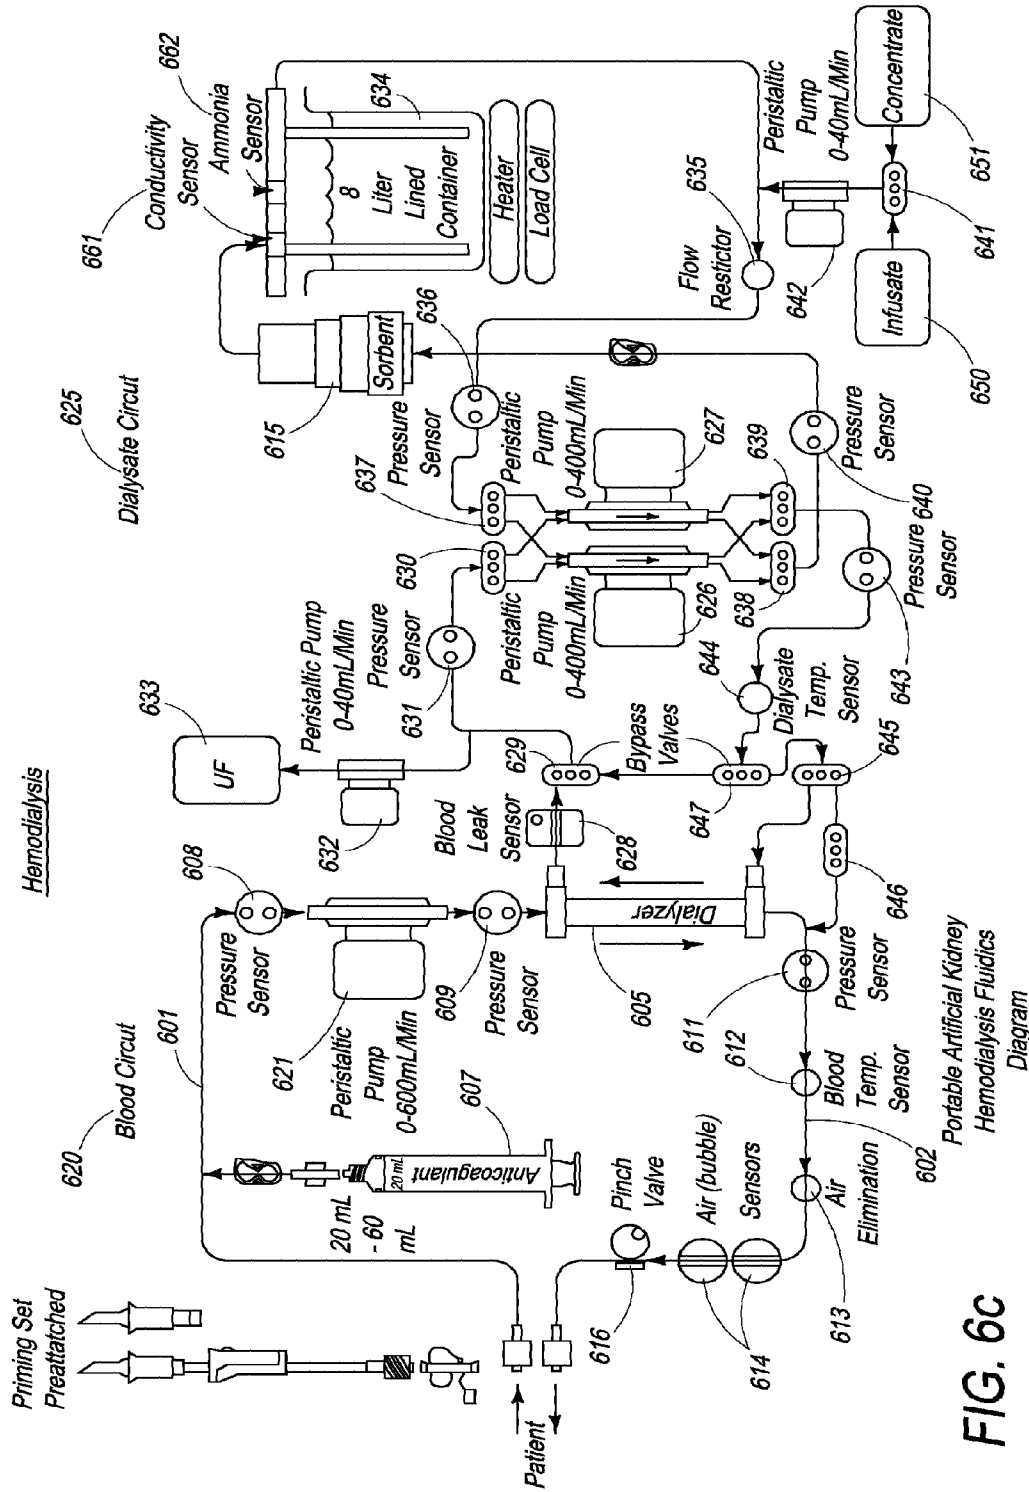 Hemodialysis
Priming Set
Preattatched
620
Blood Circut
601
608
Pressure
Sensor
621
Peristaltic
Pump
0-600mL/Min
609
Pressure
Sensor
607
20 mL
Anticoagulant
20 mL
- 60
mL
Patient
616
Pinch
Valve
Air (bubble)
Sensors
614
613
Air
Elimination
602
612
Blood
Temp.
Sensor
611
Pressure
Sensor
605
Dialyzer
646
633
UF
Peristaltic Pump
0-40mL/Min
632
Blood
Leak
Sensor
628
629
Bypass
Valves
647
645
644
Dialysate
Temp.
Sensor
643
Pressure
Sensor
631
Pressure
Sensor
630
637
Peristaltic
Pump
0-400mL/Min
626
Peristaltic
Pump
0-400mL/Min
627
638
639
640
Pressure
Sensor
625
Dialysate Circut
615
Sorbent
636
Pressure
Sensor
661
Conductivity
Sensor
662
Ammonia
Sensor
634
8
Liter
Lined
Container
Heater
Load Cell
635
Flow
Restictor
Peristaltic
Pump
0-40mL/Min
642
641
Infusate
650
Concentrate
651
Portable Artificial Kidney
Hemodialysis Fluidics
Diagram
FIG. 6c